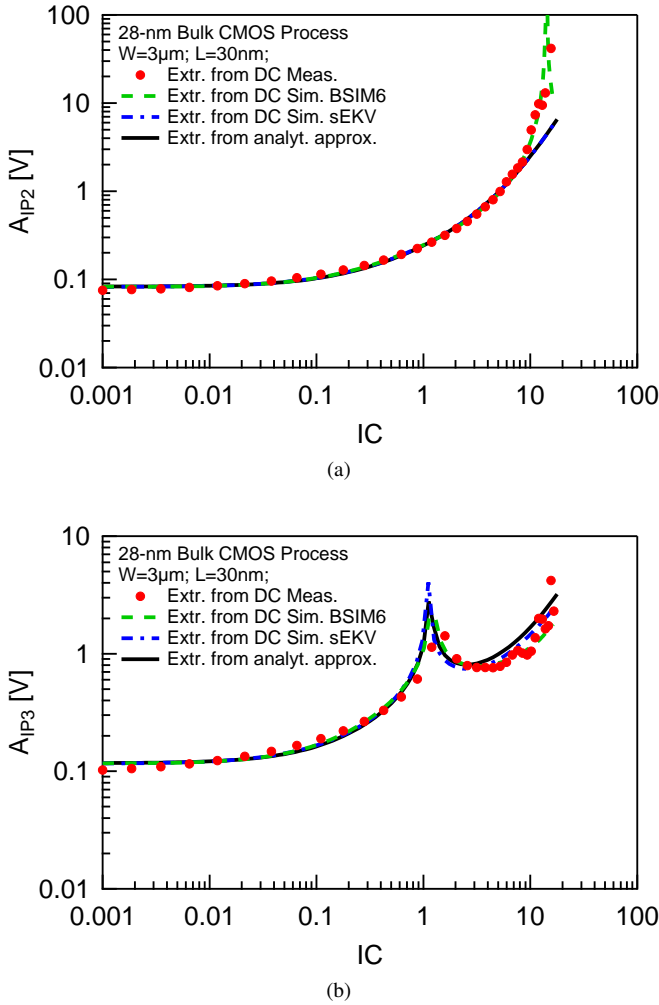 28-nm Bulk CMOS Process
W=3µm; L=30nm;
Extr. from DC Meas.
Extr. from DC Sim. BSIM6
Extr. from DC Sim. sEKV
Extr. from analyt. approx.
A_IP2 [V]
100
10
1
0.1
0.01
0.001 0.01 0.1 1 10 100
IC
(a)
28-nm Bulk CMOS Process
W=3µm; L=30nm;
Extr. from DC Meas.
Extr. from DC Sim. BSIM6
Extr. from DC Sim. sEKV
Extr. from analyt. approx.
A_IP3 [V]
10
1
0.1
0.01
0.001 0.01 0.1 1 10 100
IC
(b)